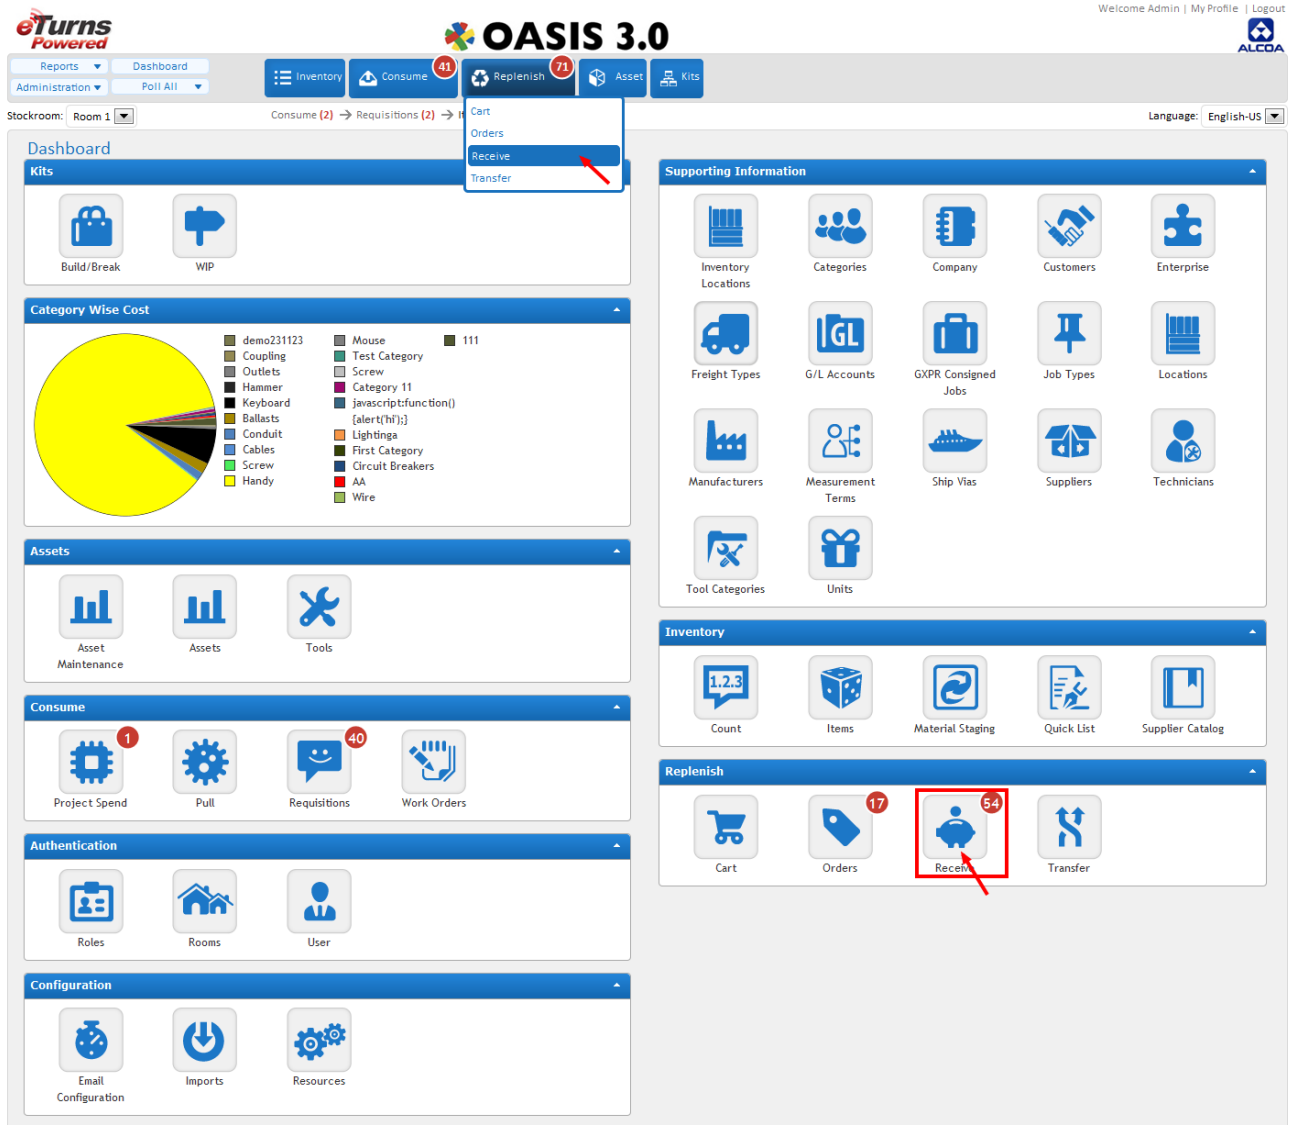 Welcome Admin | My Profile | Logout
eTurns
Powered
OASIS 3.0
ALCOA
Reports
Dashboard
Administration
Poll All
Inventory
Consume
41
Replenish
71
Asset
Kits
Stockroom:
Room 1
Consume (2) → Requisitions (2) →
Language:
English-US
Cart
Orders
Receive
Transfer
Dashboard
Kits
Build/Break
WIP
Category Wise Cost
demo231123
Coupling
Outlets
Hammer
Keyboard
Ballasts
Conduit
Cables
Screw
Handy
Mouse
Test Category
Screw
Category 11
javascript:function()
{alert('hi');}
Lightinga
First Category
Circuit Breakers
AA
Wire
111
Assets
Asset
Maintenance
Assets
Tools
Consume
1
Project Spend
Pull
40
Requisitions
Work Orders
Authentication
Roles
Rooms
User
Configuration
Email
Configuration
Imports
Resources
Supporting Information
Inventory
Locations
Categories
Company
Customers
Enterprise
Freight Types
GL
G/L Accounts
GXPR Consigned
Jobs
Job Types
Locations
Manufacturers
Measurement
Terms
Ship Vias
Suppliers
Technicians
Tool Categories
Units
Inventory
1.2.3
Count
Items
Material Staging
Quick List
Supplier Catalog
Replenish
Cart
17
Orders
54
Receive
Transfer